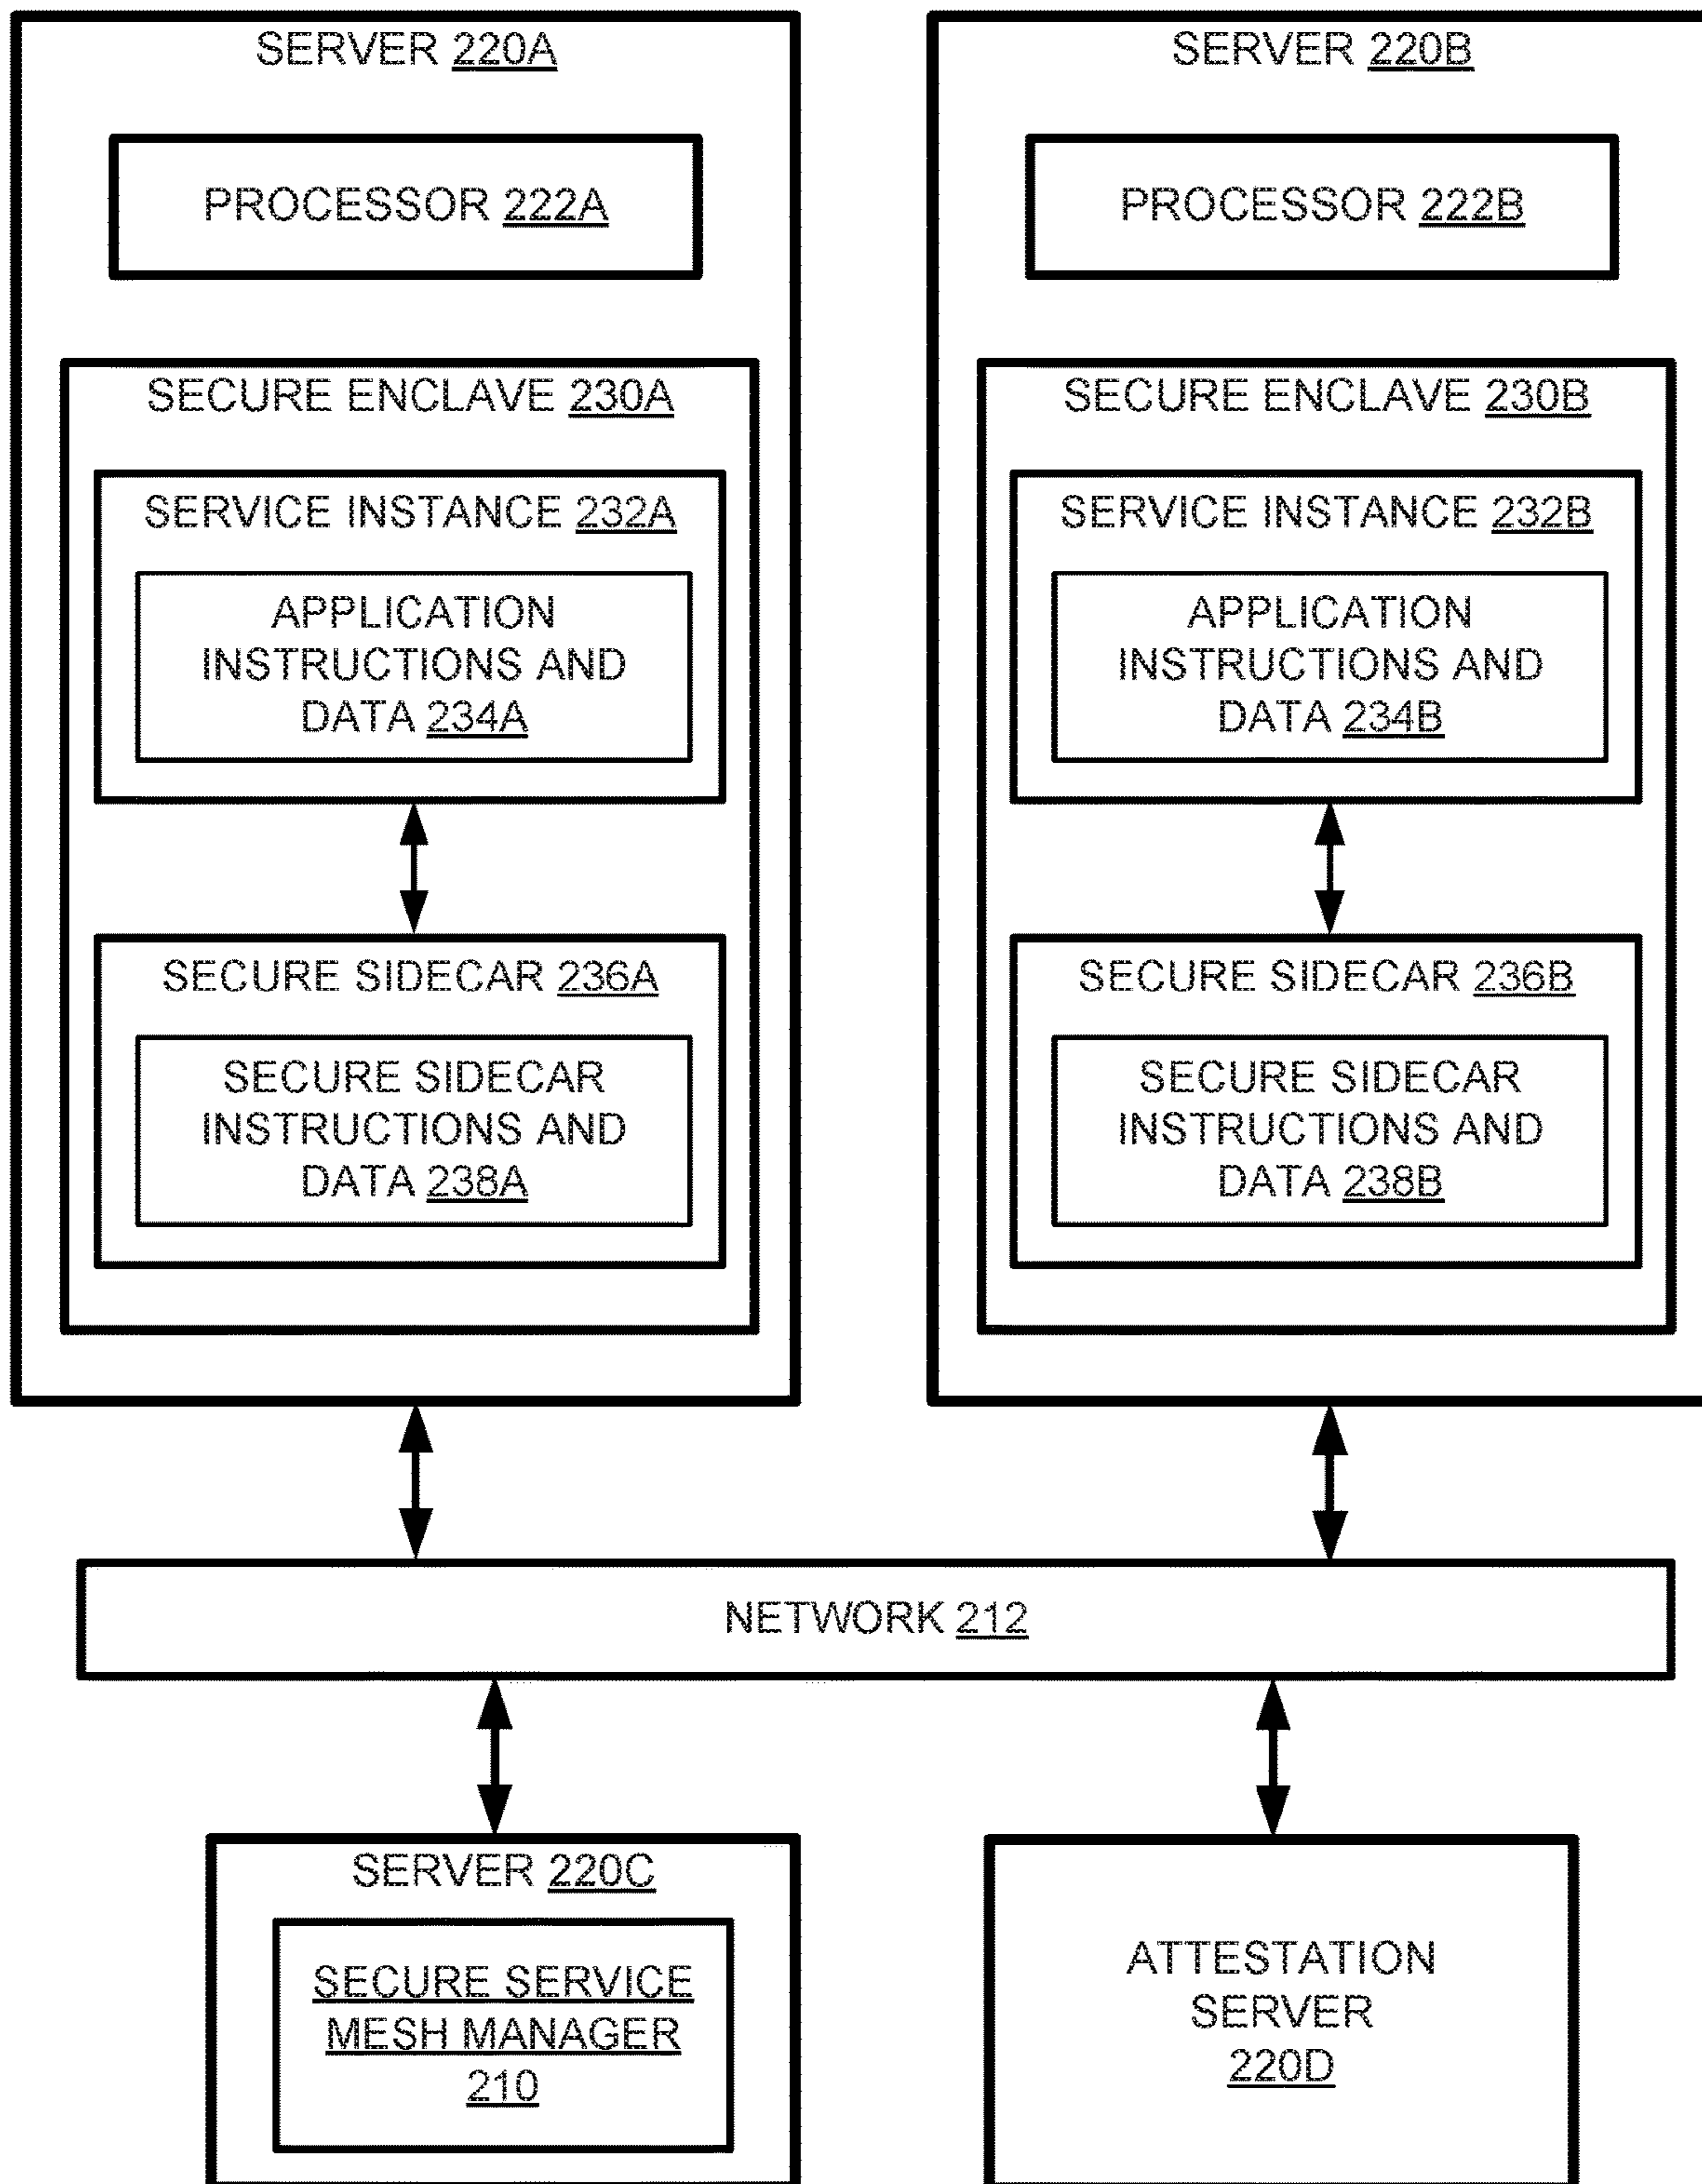 SERVER 220A
PROCESSOR 222A
SECURE ENCLAVE 230A
SERVICE INSTANCE 232A
APPLICATION
INSTRUCTIONS AND
DATA 234A
SECURE SIDECAR 236A
SECURE SIDECAR
INSTRUCTIONS AND
DATA 238A
SERVER 220B
PROCESSOR 222B
SECURE ENCLAVE 230B
SERVICE INSTANCE 232B
APPLICATION
INSTRUCTIONS AND
DATA 234B
SECURE SIDECAR 236B
SECURE SIDECAR
INSTRUCTIONS AND
DATA 238B
NETWORK 212
SERVER 220C
SECURE SERVICE
MESH MANAGER
210
ATTESTATION
SERVER
220D